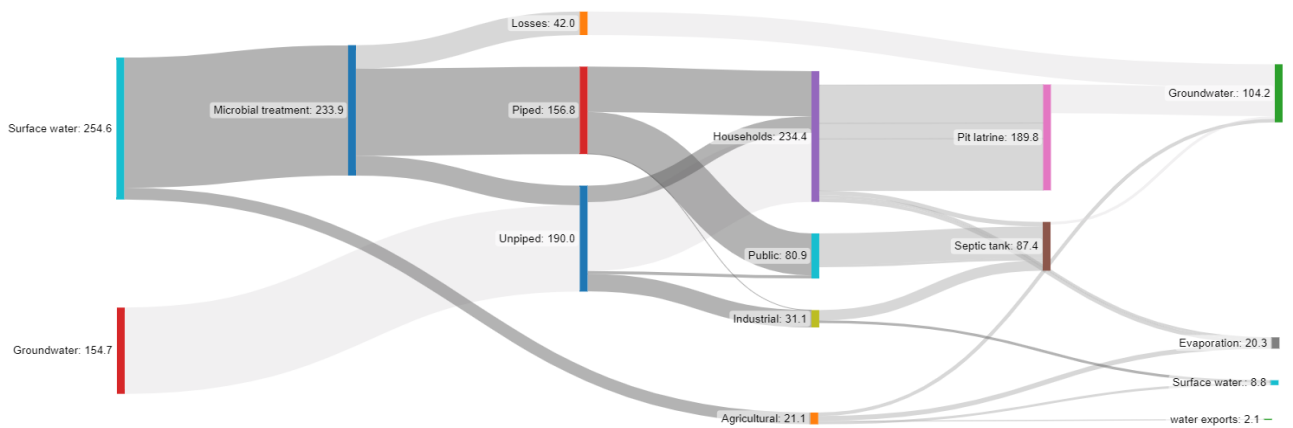 Losses: 42.0
Surface water: 254.6
Microbial treatment: 233.9
Piped: 156.8
Households: 234.4
Pit latrine: 189.8
Groundwater.: 104.2
Groundwater: 154.7
Unpiped: 190.0
Public: 80.9
Septic tank: 87.4
Industrial: 31.1
Evaporation: 20.3
Surface water.: 8.8
Agricultural: 21.1
water exports: 2.1